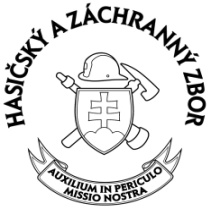 HASIČSKÝ A ZÁCHRANNÝ ZBOR
AUXILIUM IN PERICULO
MISSIO NOSTRA